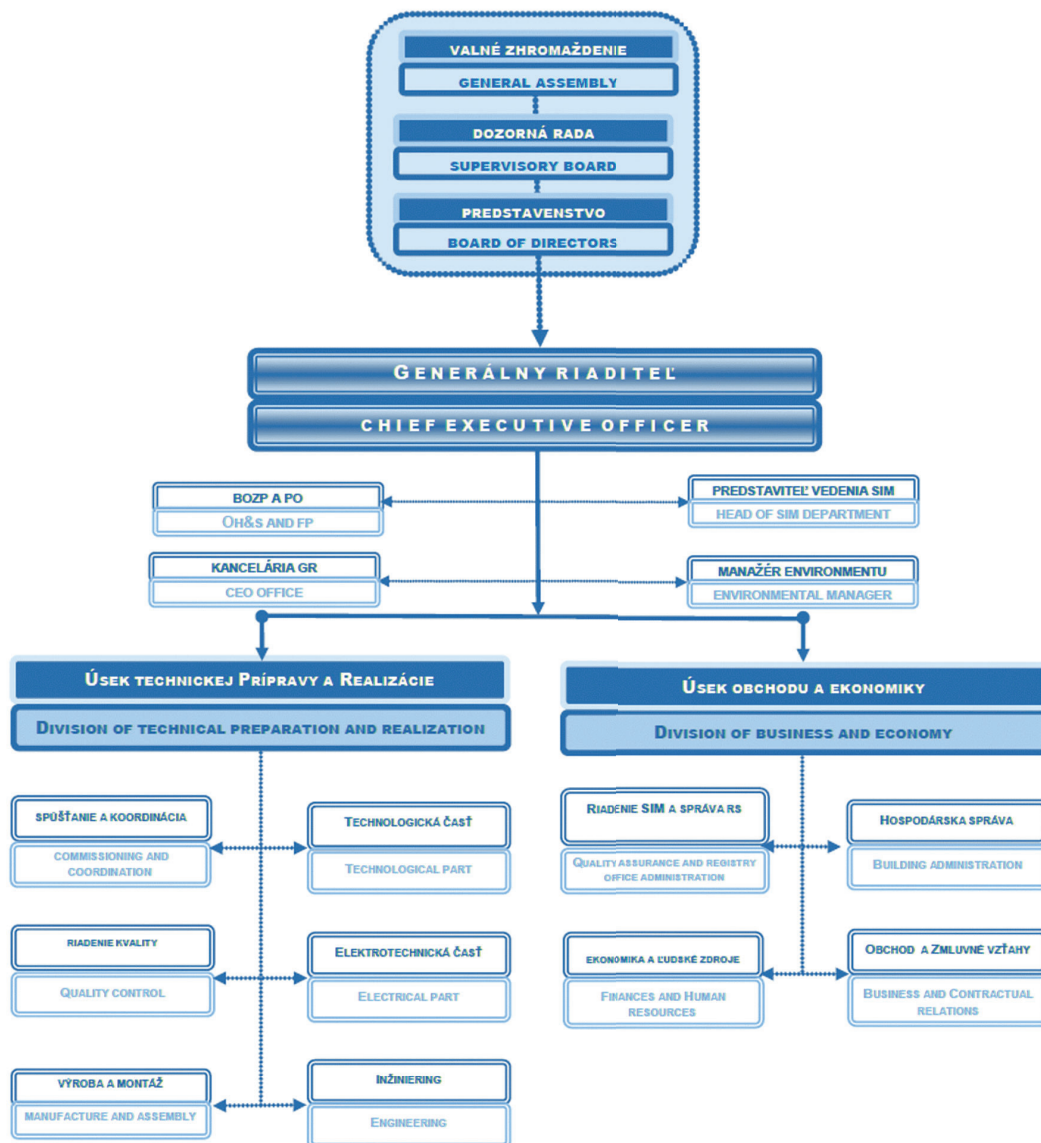 VALNÉ ZHROMAŽDENIE
GENERAL ASSEMBLY
DOZORNÁ RADA
SUPERVISORY BOARD
PREDSTAVENSTVO
BOARD OF DIRECTORS
GENERÁLNY RIADITEĽ
CHIEF EXECUTIVE OFFICER
BOZP A PO
OH&S AND FP
PREDSTAVITEĽ VEDENIA SIM
HEAD OF SIM DEPARTMENT
KANCELÁRIA GR
CEO OFFICE
MANAŽÉR ENVIRONMENTU
ENVIRONMENTAL MANAGER
ÚSEK TECHNICKEJ PRÍPRAVY A REALIZÁCIE
DIVISION OF TECHNICAL PREPARATION AND REALIZATION
SPÚŠŤANIE A KOORDINÁCIA
COMMISSIONING AND
COORDINATION
TECHNOLOGICKÁ ČASŤ
TECHNOLOGICAL PART
RIADENIE KVALITY
QUALITY CONTROL
ELEKTROTECHNICKÁ ČASŤ
ELECTRICAL PART
VÝROBA A MONTÁŽ
MANUFACTURE AND ASSEMBLY
INŽINIERING
ENGINEERING
ÚSEK OBCHODU A EKONOMIKY
DIVISION OF BUSINESS AND ECONOMY
RIADENIE SIM A SPRÁVA RS
QUALITY ASSURANCE AND REGISTRY
OFFICE ADMINISTRATION
HOSPODÁRSKA SPRÁVA
BUILDING ADMINISTRATION
EKONOMIKA A ĽUDSKÉ ZDROJE
FINANCES AND HUMAN
RESOURCES
OBCHOD A ZMLUVNÉ VZŤAHY
BUSINESS AND CONTRACTUAL
RELATIONS